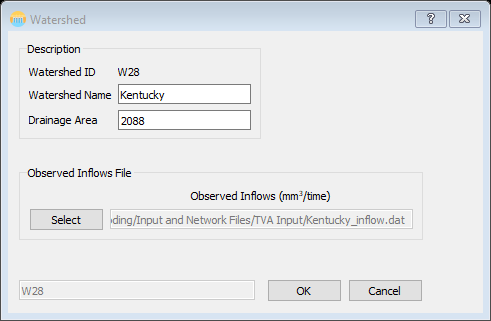 Watershed
Description
Watershed ID W28
Watershed Name Kentucky
Drainage Area 2088
Observed Inflows File
Observed Inflows (mm³/time)
Select oding/Input and Network Files/TVA Input/Kentucky_inflow.dat
W28 OK Cancel